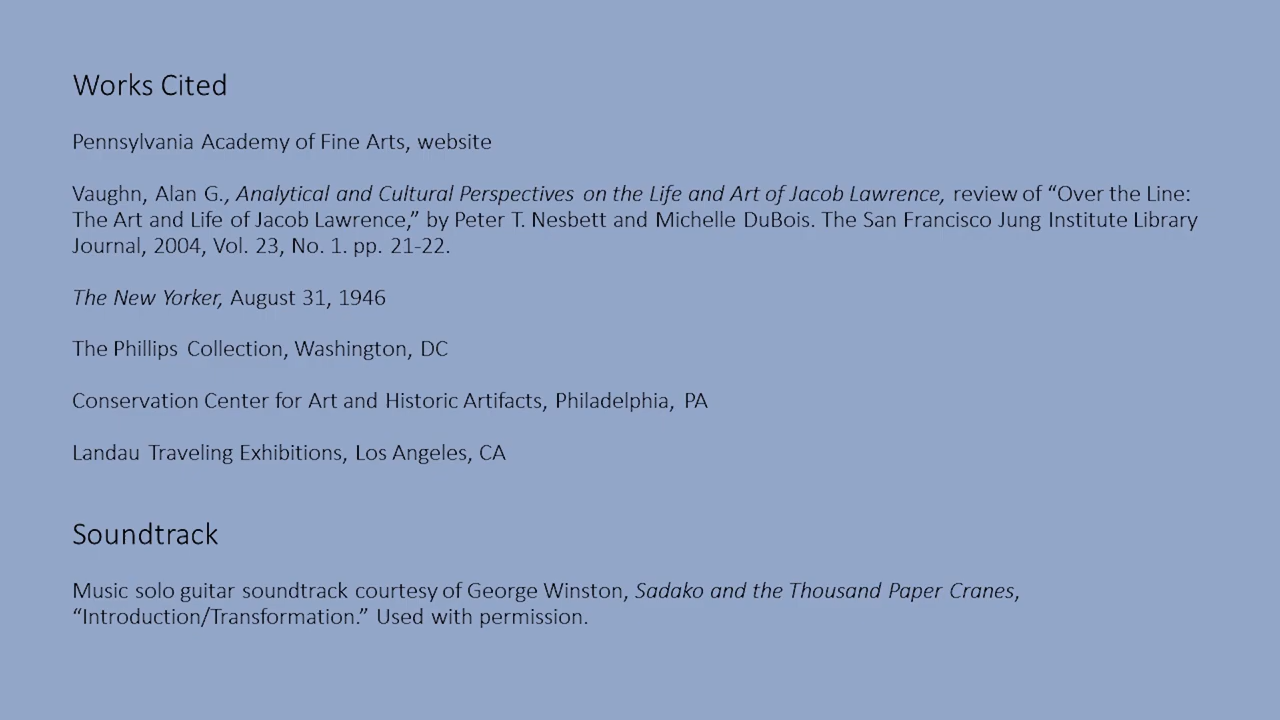 Works Cited
Pennsylvania Academy of Fine Arts, website
Vaughn, Alan G., Analytical and Cultural Perspectives on the Life and Art of Jacob Lawrence, review of “Over the Line:
The Art and Life of Jacob Lawrence,” by Peter T. Nesbett and Michelle DuBois. The San Francisco Jung Institute Library
Journal, 2004, Vol. 23, No. 1. pp. 21-22.
The New Yorker, August 31, 1946
The Phillips Collection, Washington, DC
Conservation Center for Art and Historic Artifacts, Philadelphia, PA
Landau Traveling Exhibitions, Los Angeles, CA
Soundtrack
Music solo guitar soundtrack courtesy of George Winston, Sadako and the Thousand Paper Cranes,
“Introduction/Transformation.” Used with permission.